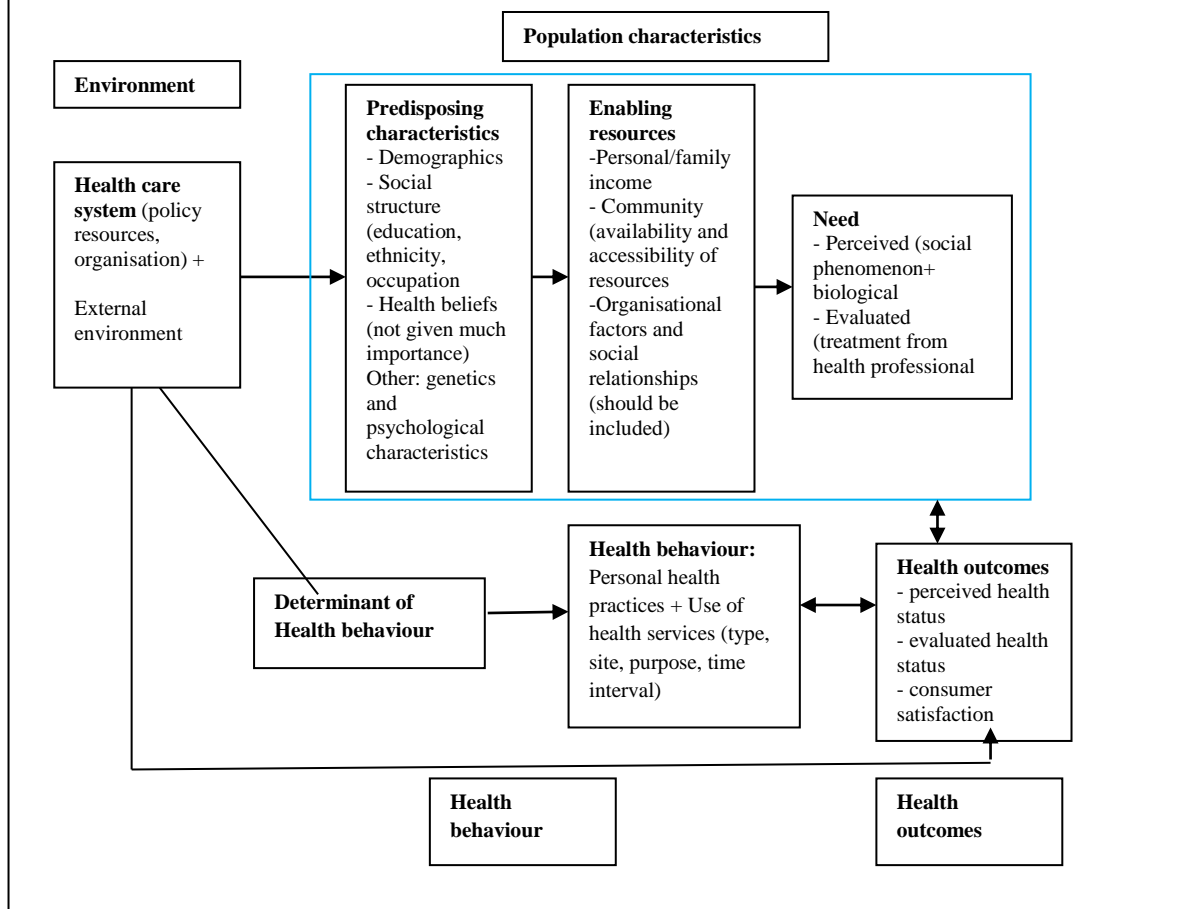 Population characteristics
Environment
Health care
system (policy
resources,
organisation) +
External
environment
Predisposing
characteristics
- Demographics
- Social
structure
(education,
ethnicity,
occupation
- Health beliefs
(not given much
importance)
Other: genetics
and
psychological
characteristics
Enabling
resources
-Personal/family
income
- Community
(availability and
accessibility of
resources
-Organisational
factors and
social
relationships
(should be
included)
Need
- Perceived (social
phenomenon+
biological
- Evaluated
(treatment from
health professional
Determinant of
Health behaviour
Health behaviour:
Personal health
practices + Use of
health services (type,
site, purpose, time
interval)
Health outcomes
- perceived health
status
- evaluated health
status
- consumer
satisfaction
Health
behaviour
Health
outcomes